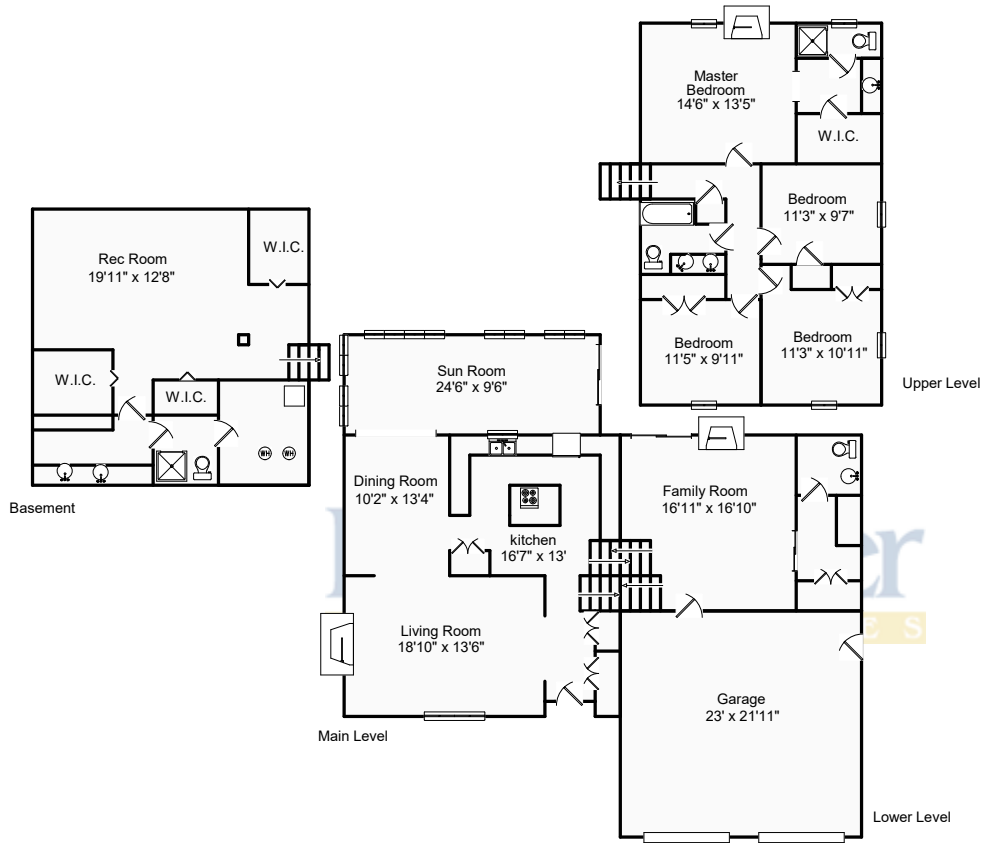 Master
Bedroom
14'6" x 13'5"
W.I.C.
Bedroom
11'3" x 9'7"
Bedroom
11'5" x 9'11"
Bedroom
11'3" x 10'11"
Upper Level
Rec Room
19'11" x 12'8"
W.I.C.
W.I.C.
W.I.C.
WH
WH
Basement
Sun Room
24'6" x 9'6"
Dining Room
10'2" x 13'4"
kitchen
16'7" x 13'
Living Room
18'10" x 13'6"
Main Level
Family Room
16'11" x 16'10"
Garage
23' x 21'11"
Lower Level